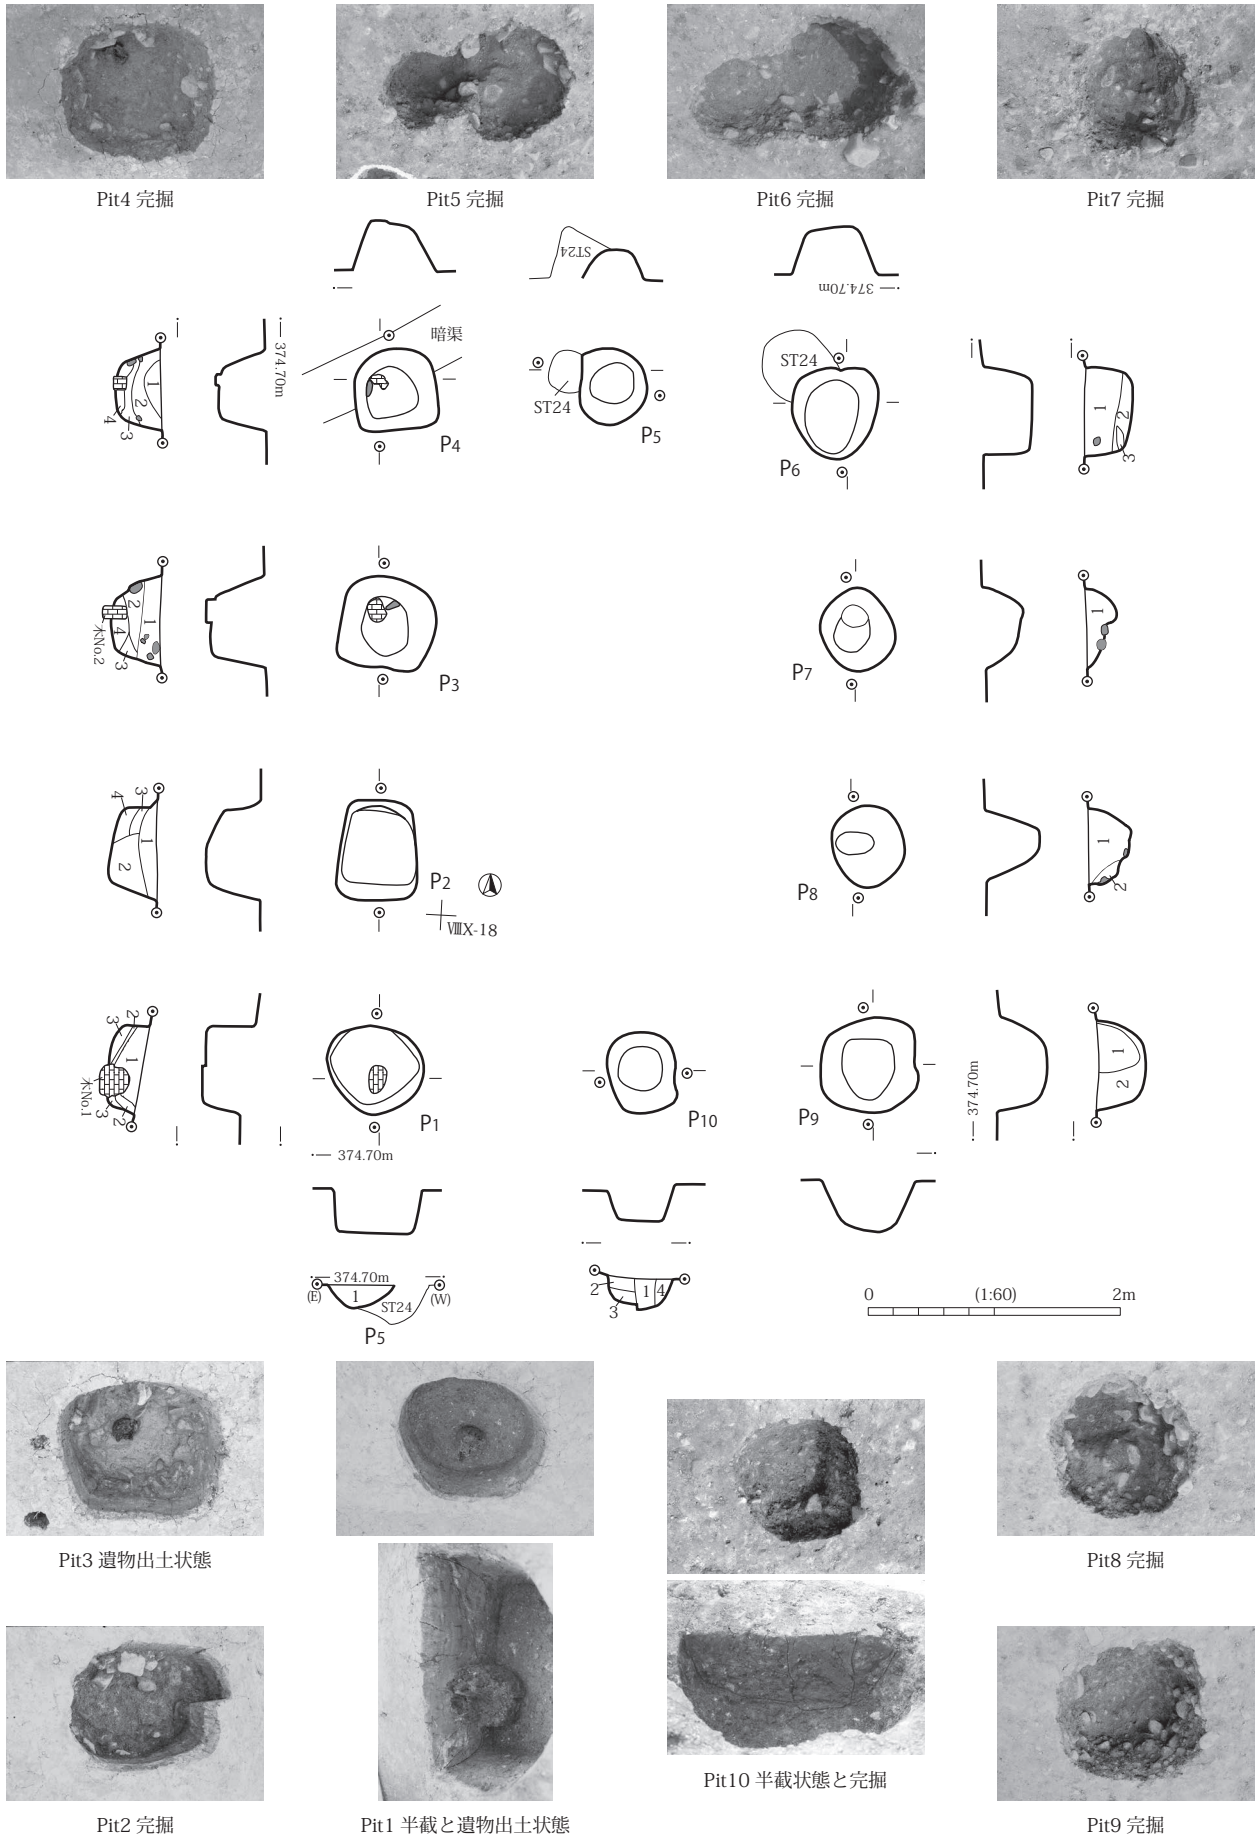 Pit4 完掘
Pit5 完掘
Pit6 完掘
Pit7 完掘
ST24
374.70m
暗渠
374.70m
1
2
3
4
P4
ST24
P5
ST24
P6
1
2
3
2
1
4
3
木No.2
P3
P7
1
4
3
1
2
P2
ⅧX-18
P8
1
2
3
2
1
木No.1
3
2
P1
P10
P9
374.70m
1
2
374.70m
374.70m
(E)
1
ST24
(W)
P5
2
3
1
4
0
(1:60)
2m
Pit3 遺物出土状態
Pit8 完掘
Pit10 半截状態と完掘
Pit2 完掘
Pit1 半截と遺物出土状態
Pit9 完掘